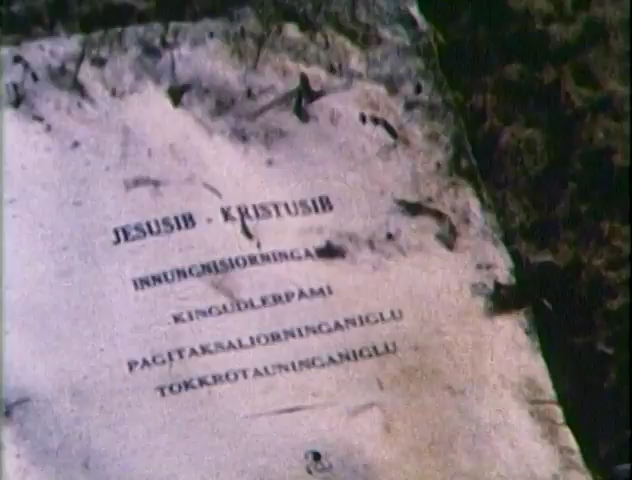 JESUSIB - KRISTUSIB
INNUNGNISIORNINGA
KINGUDLERPAMI
PAGITAKSALIORNINGANIGLU
TOKKROTAUNINGANIGLU